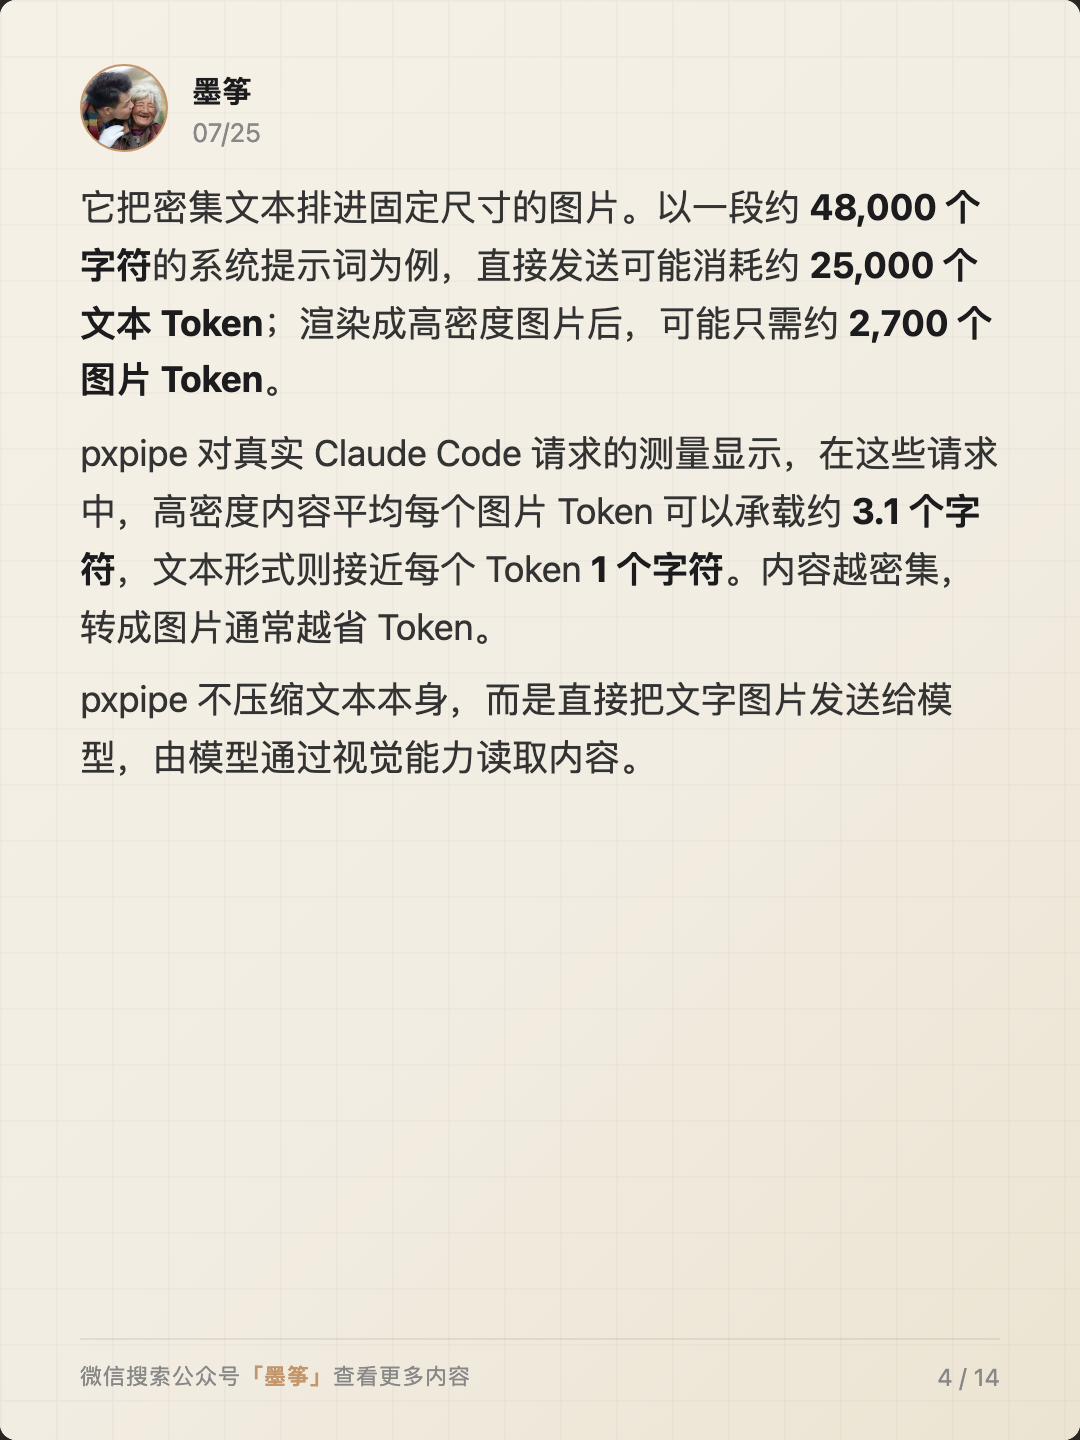 墨筝
07/25
它把密集文本排进固定尺寸的图片。以一段约 48,000 个
字符的系统提示词为例，直接发送可能消耗约 25,000 个
文本 Token；渲染成高密度图片后，可能只需约 2,700 个
图片 Token。
pxpipe 对真实 Claude Code 请求的测量显示，在这些请求
中，高密度内容平均每个图片 Token 可以承载约 3.1 个字
符，文本形式则接近每个 Token 1 个字符。内容越密集，
转成图片通常越省 Token。
pxpipe 不压缩文本本身，而是直接把文字图片发送给模
型，由模型通过视觉能力读取内容。
微信搜索公众号「墨筝」查看更多内容
4 / 14